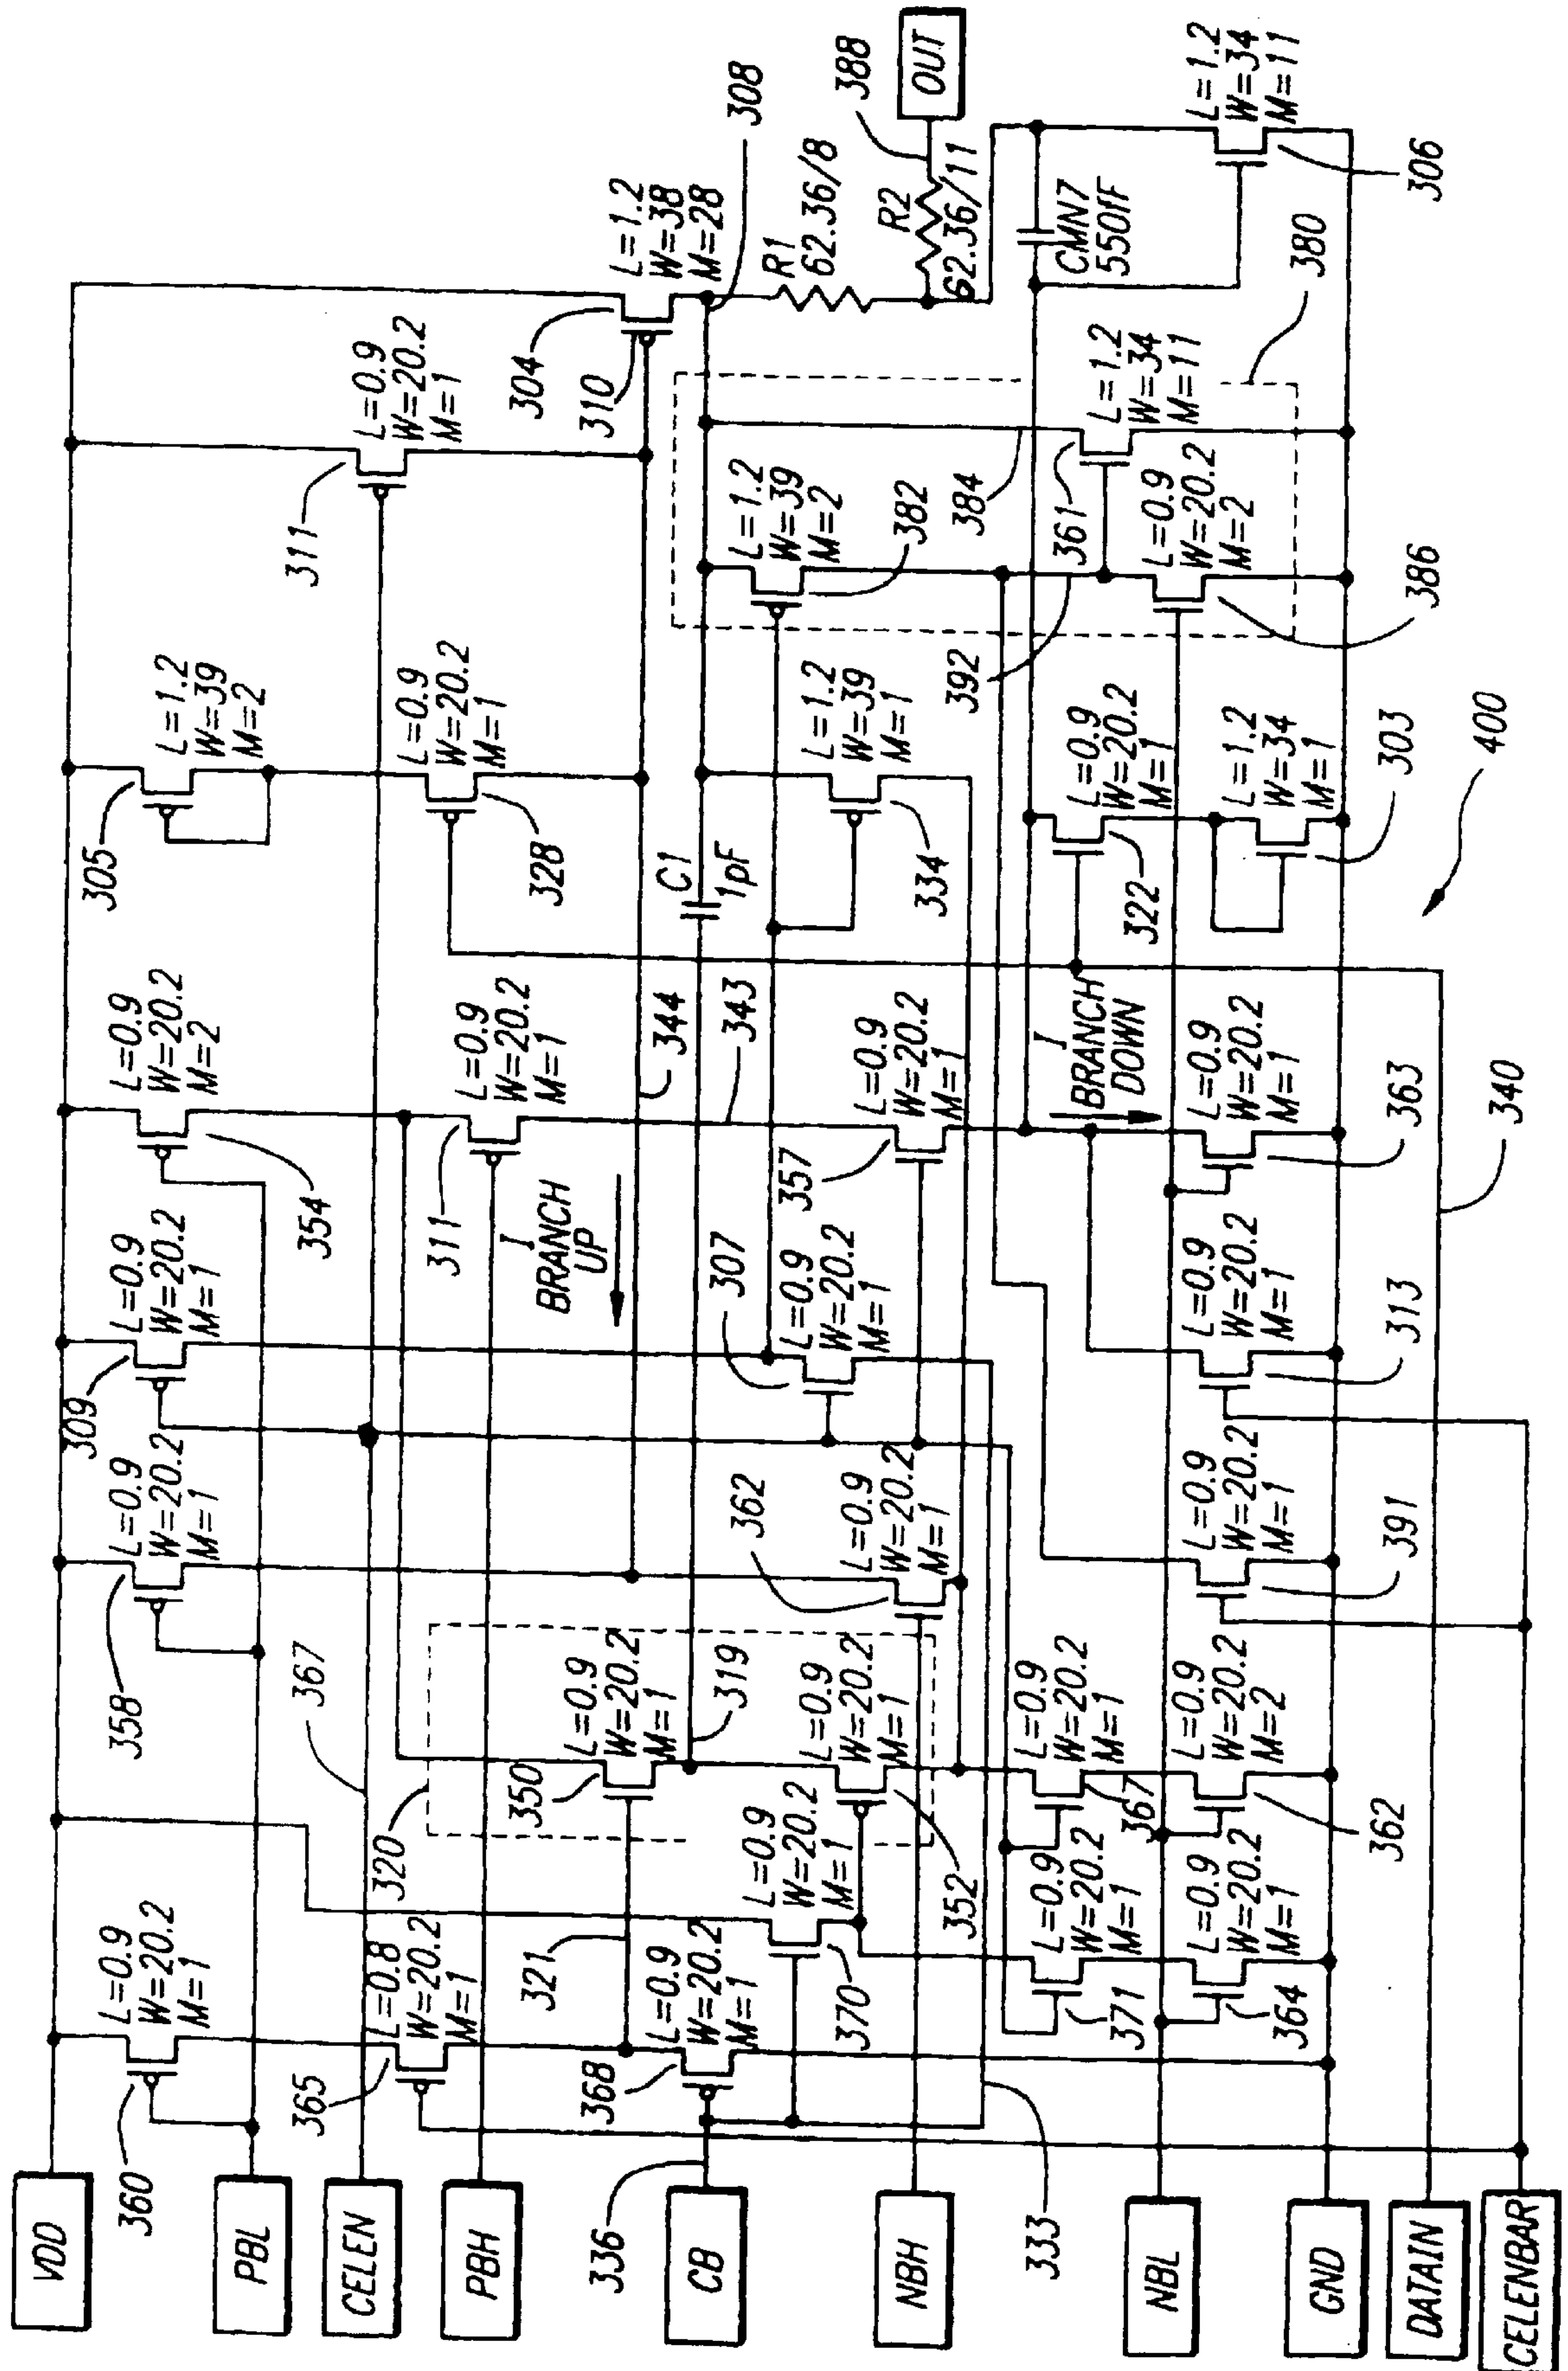 VDD
PBL
CELEN
PBH
CB
NBH
NBL
GND
DATAIN
CELENBAR
360
L=0.9
W=20.2
M=1
365
L=0.8
W=20.2
M=1
321
368
L=0.9
W=20.2
M=1
336
333
370
L=0.9
W=20.2
M=1
371
L=0.9
W=20.2
M=1
364
L=0.9
W=20.2
M=1
320
350
L=0.9
W=20.2
M=1
319
352
L=0.9
W=20.2
M=1
367
L=0.9
W=20.2
M=1
362
L=0.9
W=20.2
M=2
358
L=0.9
W=20.2
M=1
367
362
L=0.9
W=20.2
M=1
391
L=0.9
W=20.2
M=1
309
L=0.9
W=20.2
M=1
307
L=0.9
W=20.2
M=1
313
L=0.9
W=20.2
M=1
354
L=0.9
W=20.2
M=2
311
L=0.9
W=20.2
M=1
I
BRANCH
UP
344
343
357
L=0.9
W=20.2
M=1
I
BRANCH
DOWN
363
L=0.9
W=20.2
M=1
340
305
L=1.2
W=39
M=2
328
L=0.9
W=20.2
M=1
C1
1pF
334
L=1.2
W=39
M=1
322
L=0.9
W=20.2
M=1
303
L=1.2
W=34
M=1
400
311
L=0.9
W=20.2
M=1
382
L=1.2
W=39
M=2
392
384
361
L=1.2
W=34
M=11
386
L=0.9
W=20.2
M=2
380
304
310
L=1.2
W=38
M=28
308
R1
62.36/8
R2
62.36/11
388
OUT
CMN7
550fF
306
L=1.2
W=34
M=11